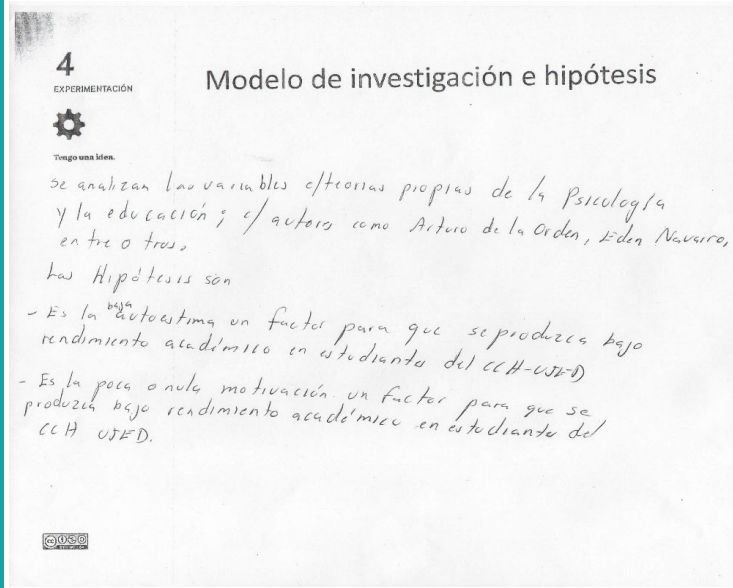 4
EXPERIMENTACIÓN
Modelo de investigación e hipótesis
Tengo una idea.
se analizan las variables c/teorias propias de la Psicología
y la educación; c/ autores como Arturo de la Orden, Eden Navarro,
entre otros.
Las Hipótesis son
- Es la baja autoestima un factor para que se produzca bajo
rendimiento académico en estudiantes del CCH-UJED
- Es la poca o nula motivación un factor para que se
produzca bajo rendimiento académico en estudiantes del
CCH UJED.